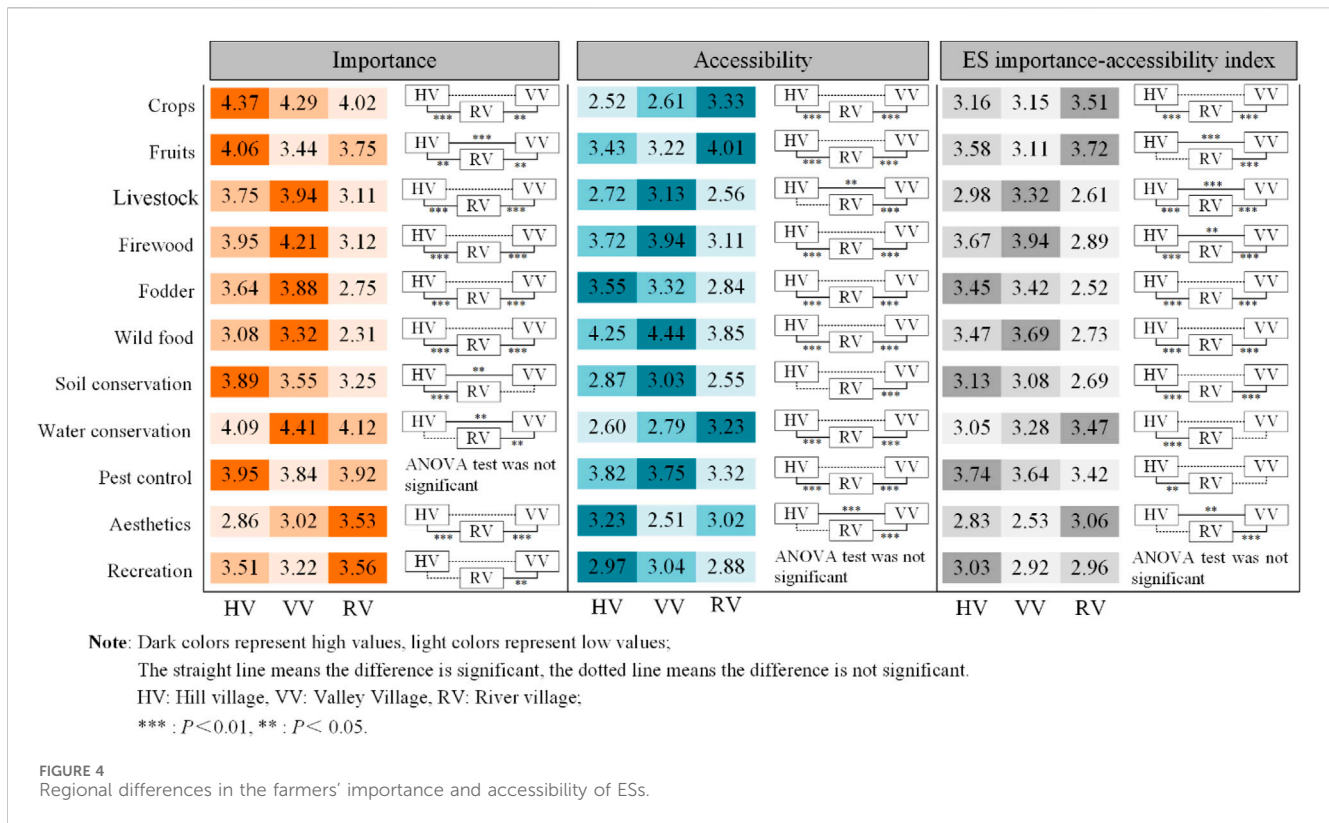 Importance Accessibility ES importance-accessibility index
Crops 4.37 4.29 4.02 HV VV RV *** ** 2.52 2.61 3.33 HV VV RV *** *** 3.16 3.15 3.51 HV VV RV *** ***
Fruits 4.06 3.44 3.75 HV *** VV RV ** ** 3.43 3.22 4.01 HV VV RV *** *** 3.58 3.11 3.72 HV *** VV RV ***
Livestock 3.75 3.94 3.11 HV VV RV *** *** 2.72 3.13 2.56 HV ** VV RV *** 2.98 3.32 2.61 HV *** VV RV *** ***
Firewood 3.95 4.21 3.12 HV VV RV *** *** 3.72 3.94 3.11 HV VV RV *** *** 3.67 3.94 2.89 HV ** VV RV *** ***
Fodder 3.64 3.88 2.75 HV VV RV *** *** 3.55 3.32 2.84 HV VV RV *** *** 3.45 3.42 2.52 HV VV RV *** ***
Wild food 3.08 3.32 2.31 HV VV RV *** *** 4.25 4.44 3.85 HV VV RV *** *** 3.47 3.69 2.73 HV VV RV *** ***
Soil conservation 3.89 3.55 3.25 HV ** VV RV *** 2.87 3.03 2.55 HV VV RV *** 3.13 3.08 2.69 HV VV RV *** ***
Water conservation 4.09 4.41 4.12 HV ** VV RV ** 2.60 2.79 3.23 HV VV RV *** *** 3.05 3.28 3.47 HV VV RV ***
Pest control 3.95 3.84 3.92 ANOVA test was not significant 3.82 3.75 3.32 HV VV RV *** *** 3.74 3.64 3.42 HV VV RV **
Aesthetics 2.86 3.02 3.53 HV VV RV *** *** 3.23 2.51 3.02 HV *** VV RV *** 2.83 2.53 3.06 HV ** VV RV ***
Recreation 3.51 3.22 3.56 HV VV RV ** 2.97 3.04 2.88 ANOVA test was not significant 3.03 2.92 2.96 ANOVA test was not significant
HV VV RV HV VV RV HV VV RV
Note: Dark colors represent high values, light colors represent low values;
The straight line means the difference is significant, the dotted line means the difference is not significant.
HV: Hill village, VV: Valley Village, RV: River village;
*** : P<0.01, ** : P< 0.05.
FIGURE 4
Regional differences in the farmers' importance and accessibility of ESs.